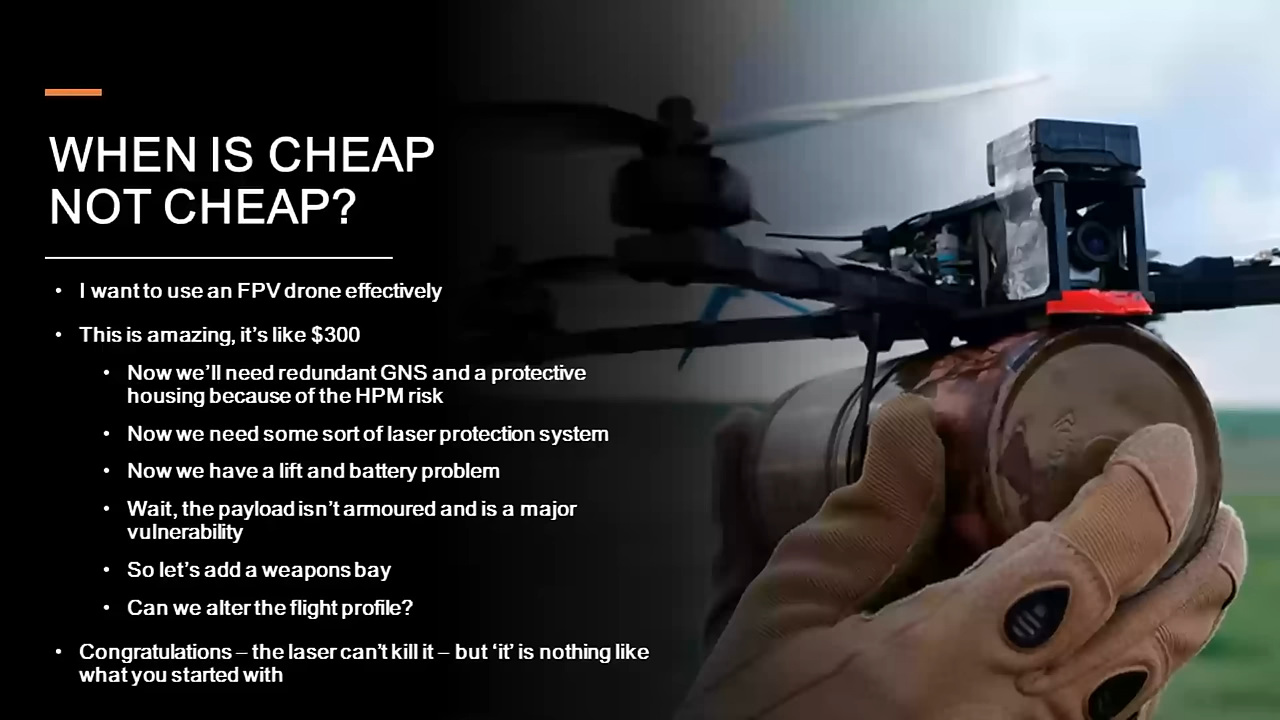 WHEN IS CHEAP
NOT CHEAP?
• I want to use an FPV drone effectively
• This is amazing, it’s like $300
• Now we’ll need redundant GNS and a protective
housing because of the HPM risk
• Now we need some sort of laser protection system
• Now we have a lift and battery problem
• Wait, the payload isn’t armoured and is a major
vulnerability
• So let’s add a weapons bay
• Can we alter the flight profile?
• Congratulations – the laser can’t kill it – but ‘it’ is nothing like
what you started with